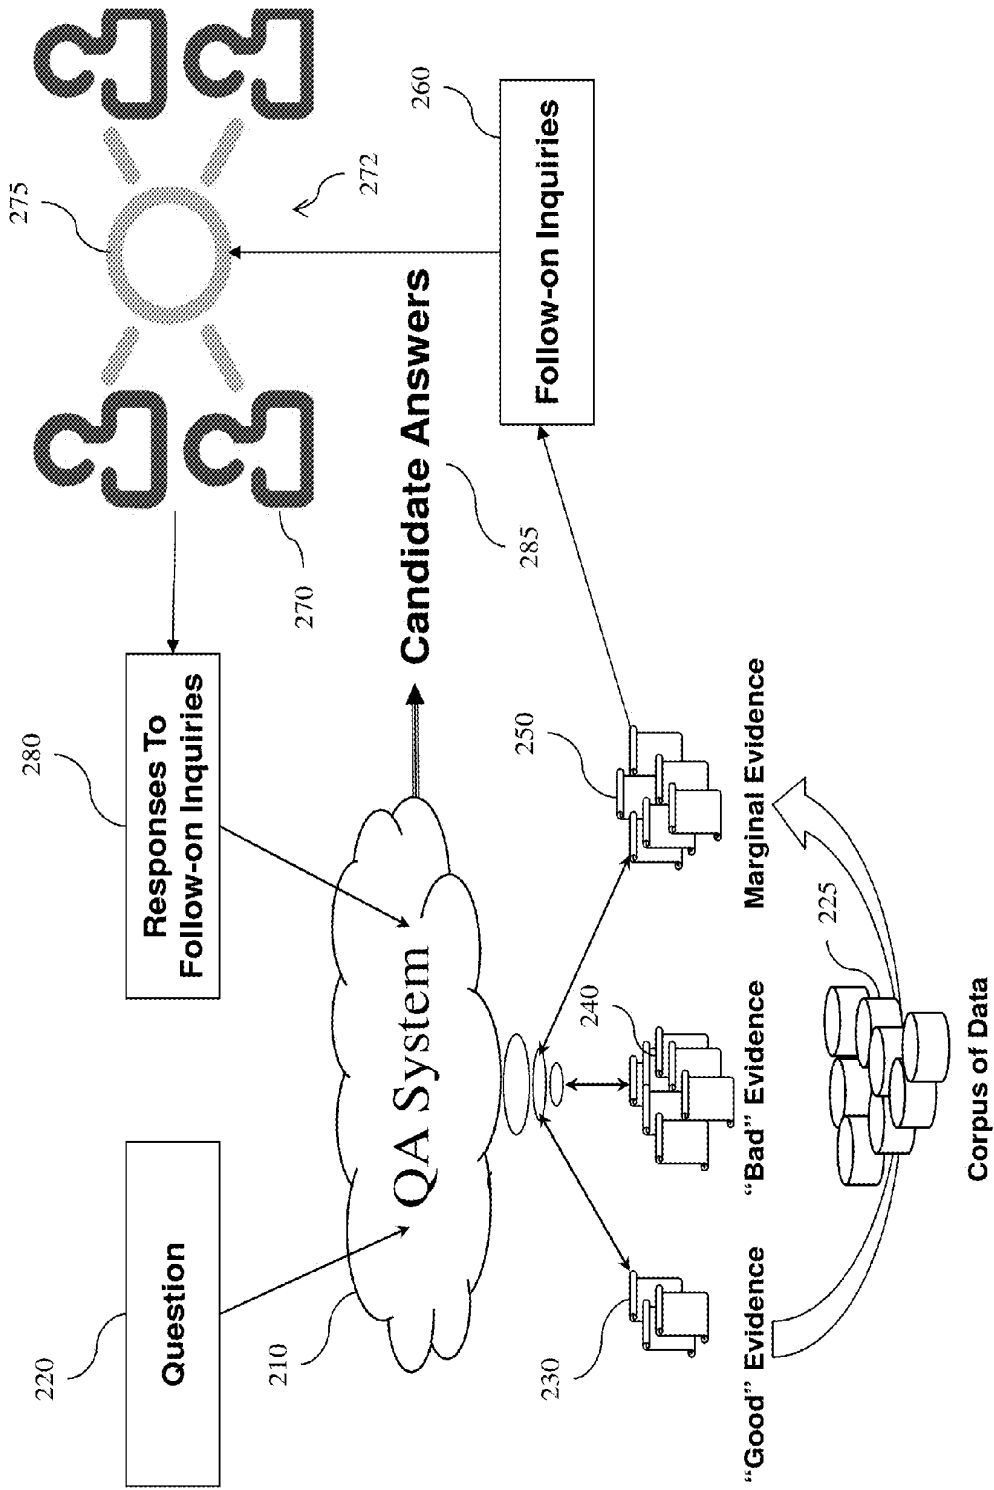 220
Question
280
Responses To
Follow-on Inquiries
270
275
272
210
QA System
Candidate Answers
285
260
Follow-on Inquiries
230
240
250
"Good" Evidence
"Bad" Evidence
Marginal Evidence
225
Corpus of Data